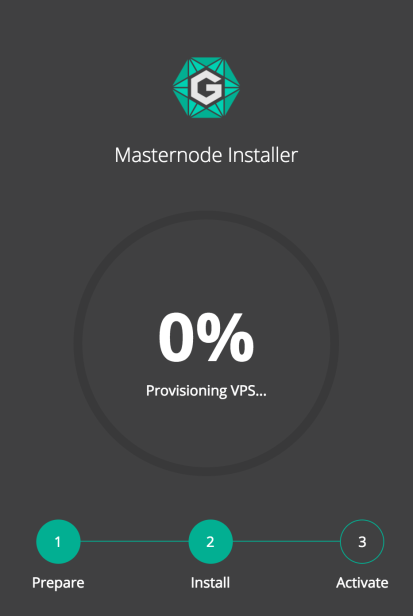 G
Masternode Installer
0%
Provisioning VPS...
1
2
3
Prepare
Install
Activate